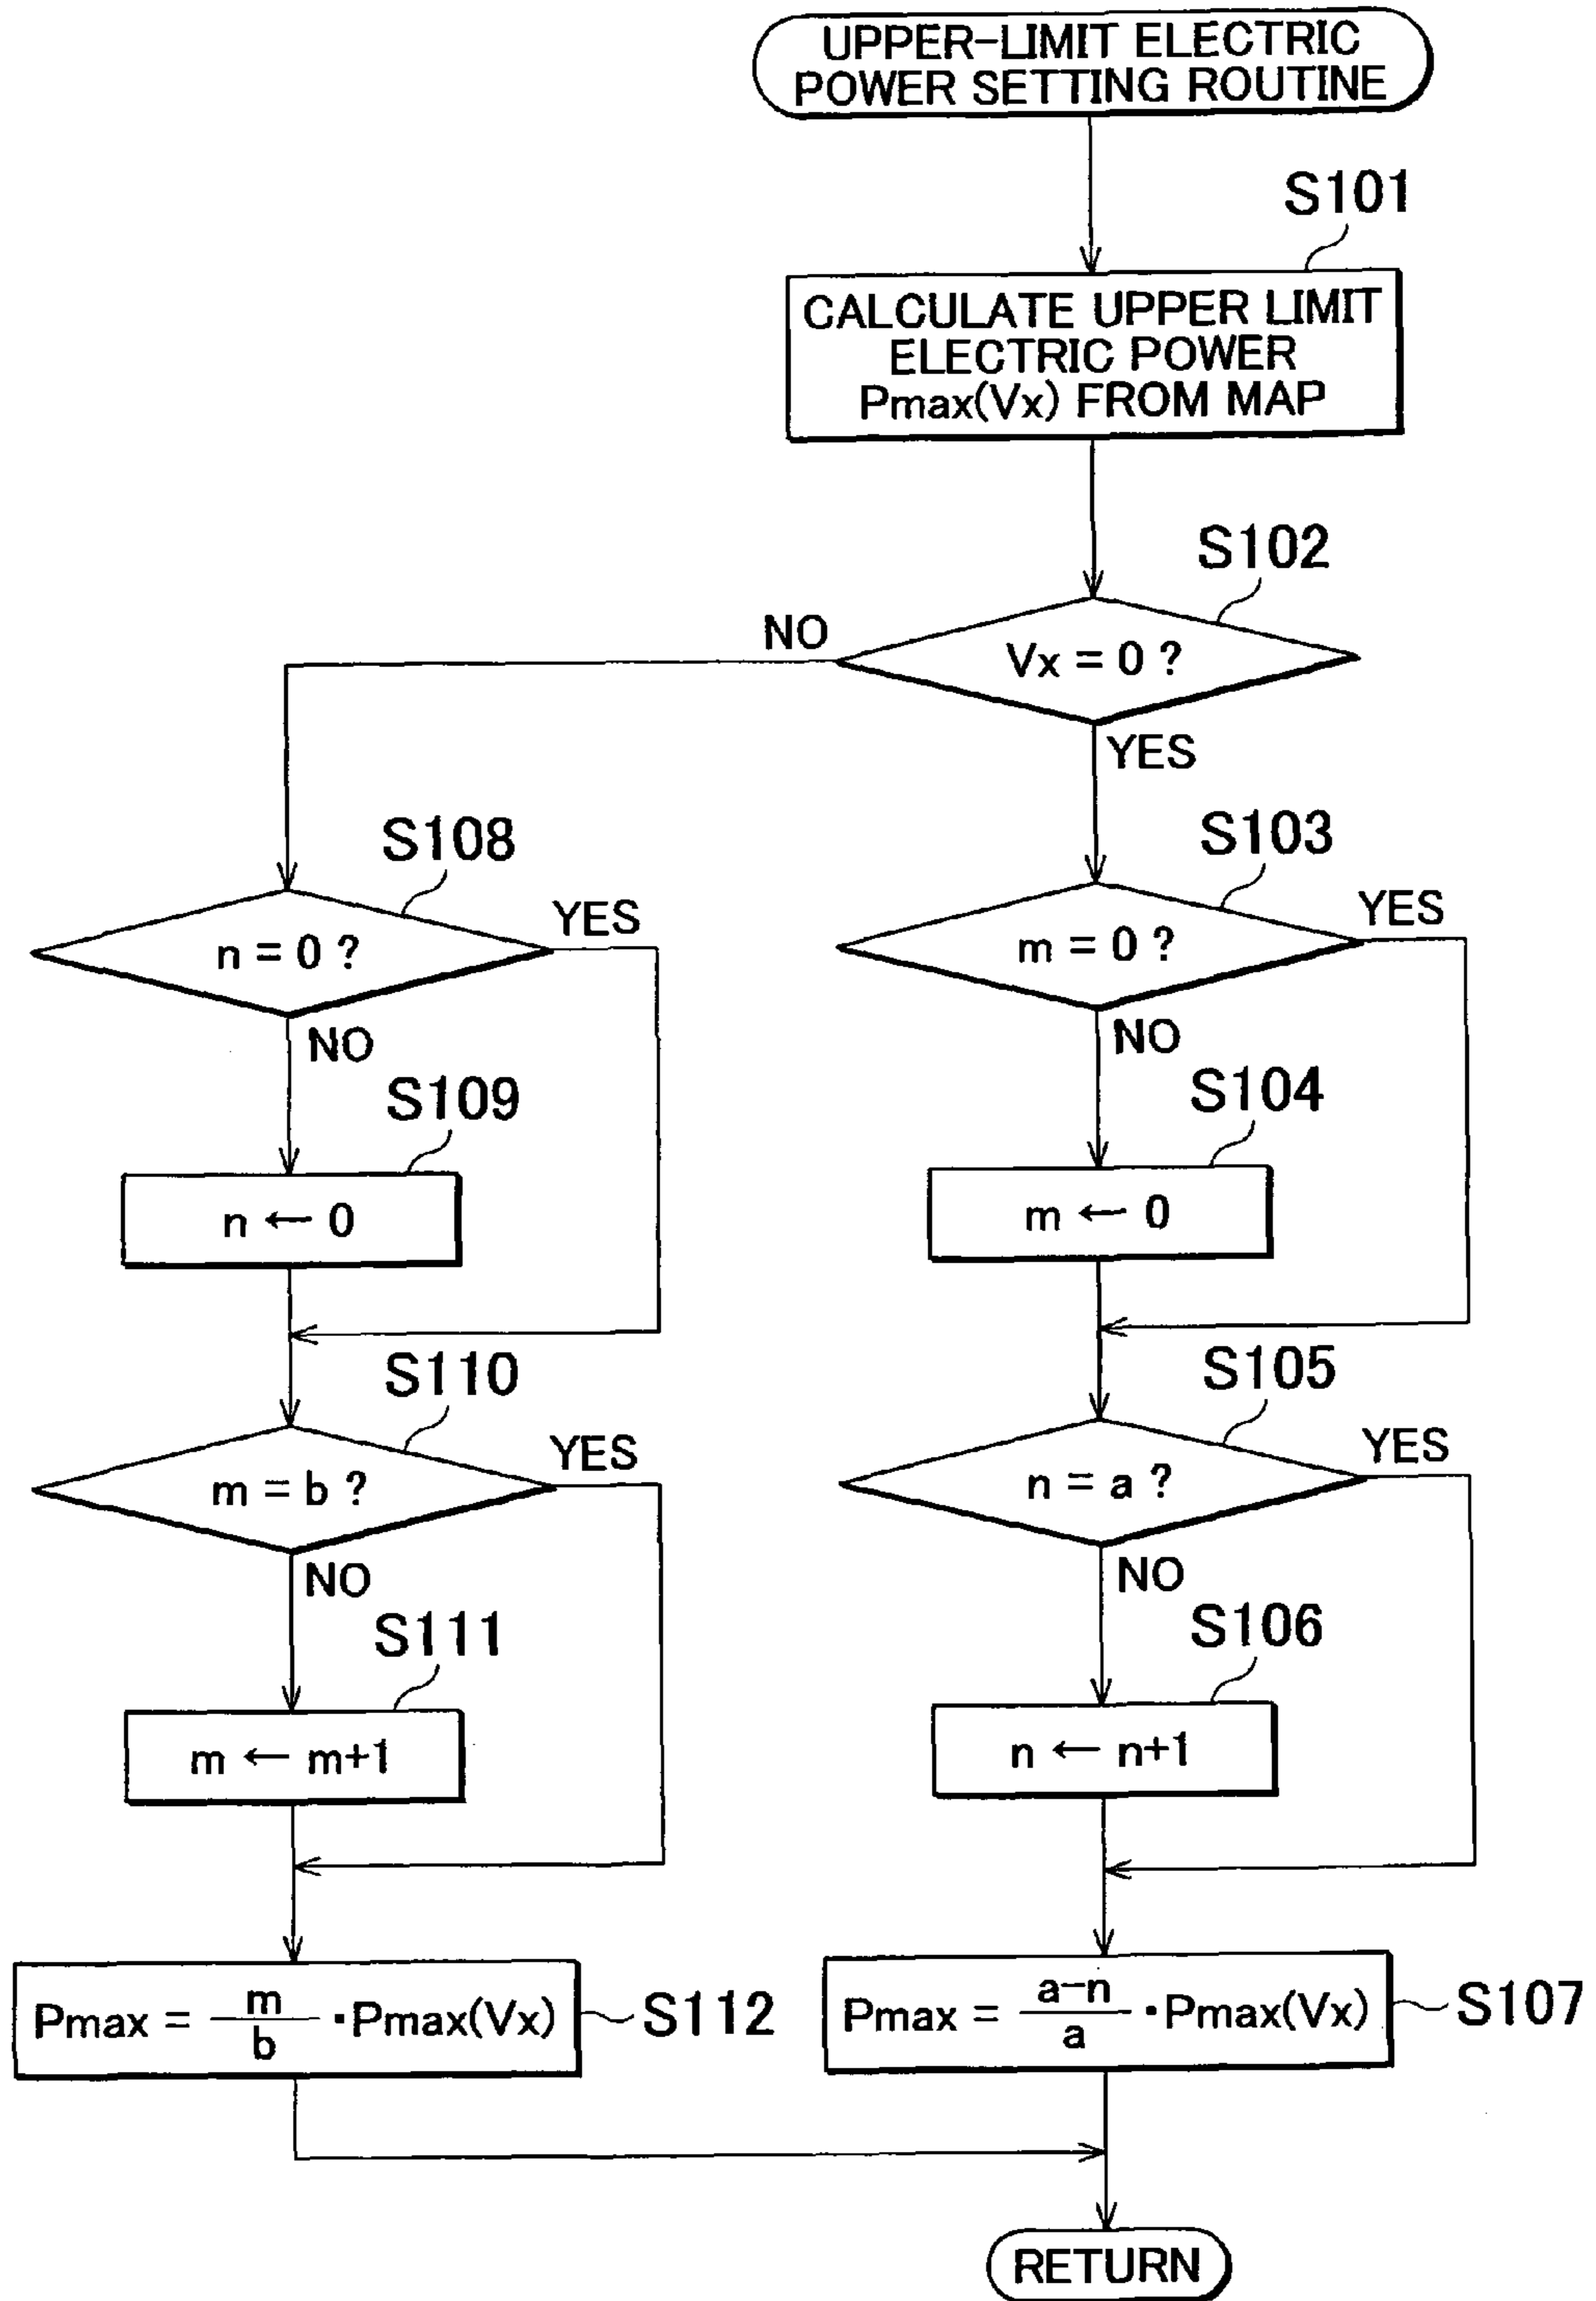 UPPER-LIMIT ELECTRIC
POWER SETTING ROUTINE
S101
CALCULATE UPPER LIMIT
ELECTRIC POWER
Pmax(Vx) FROM MAP
S102
NO
Vx = 0 ?
YES
S108
n = 0 ?
YES
NO
S109
n ← 0
S110
m = b ?
YES
NO
S111
m ← m+1
Pmax = m/b ·Pmax(Vx)
S112
S103
m = 0 ?
YES
NO
S104
m ← 0
S105
n = a ?
YES
NO
S106
n ← n+1
Pmax = a-n/a ·Pmax(Vx)
S107
RETURN